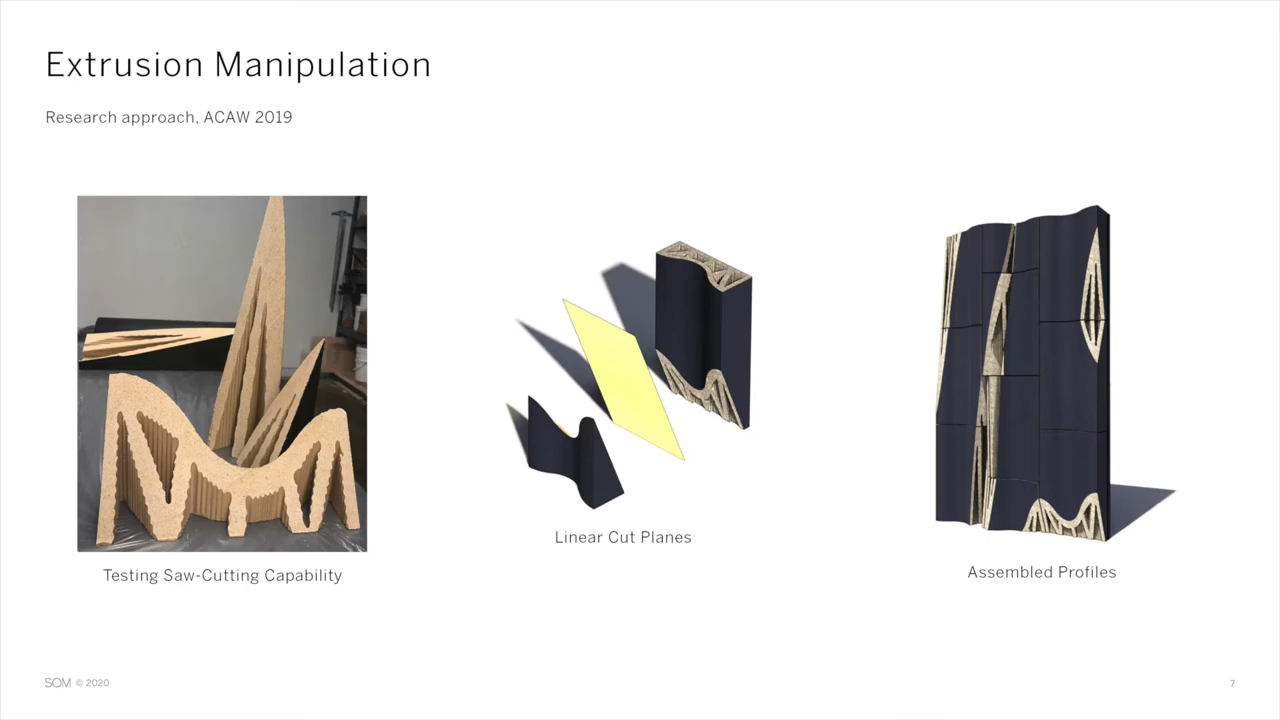 Extrusion Manipulation
Research approach, ACAW 2019
Testing Saw-Cutting Capability
Linear Cut Planes
Assembled Profiles
SOM © 2020
7